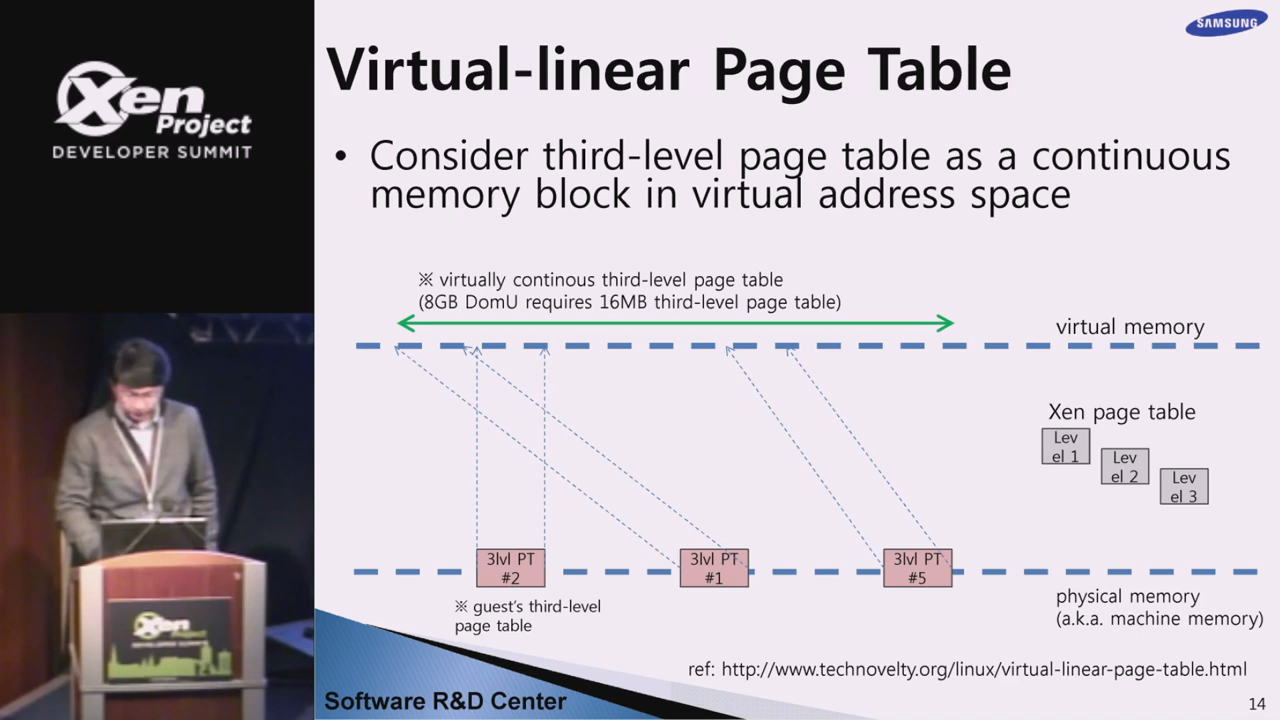 Xen
Project
DEVELOPER SUMMIT
SAMSUNG
Virtual-linear Page Table
• Consider third-level page table as a continuous
memory block in virtual address space
※ virtually continous third-level page table
(8GB DomU requires 16MB third-level page table)
virtual memory
Xen page table
Lev
el 1
Lev
el 2
Lev
el 3
3lvl PT
#2
3lvl PT
#1
3lvl PT
#5
※ guest's third-level
page table
physical memory
(a.k.a. machine memory)
ref: http://www.technovelty.org/linux/virtual-linear-page-table.html
Software R&D Center
14
Xen
Project
DEVELOPER SUMMIT